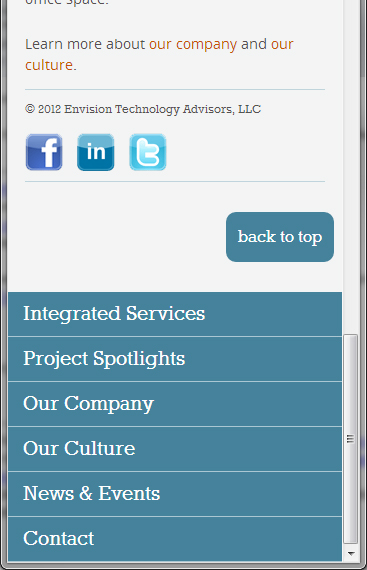 office space.
Learn more about our company and our
culture.
© 2012 Envision Technology Advisors, LLC
f in t
back to top
Integrated Services
Project Spotlights
Our Company
Our Culture
News & Events
Contact